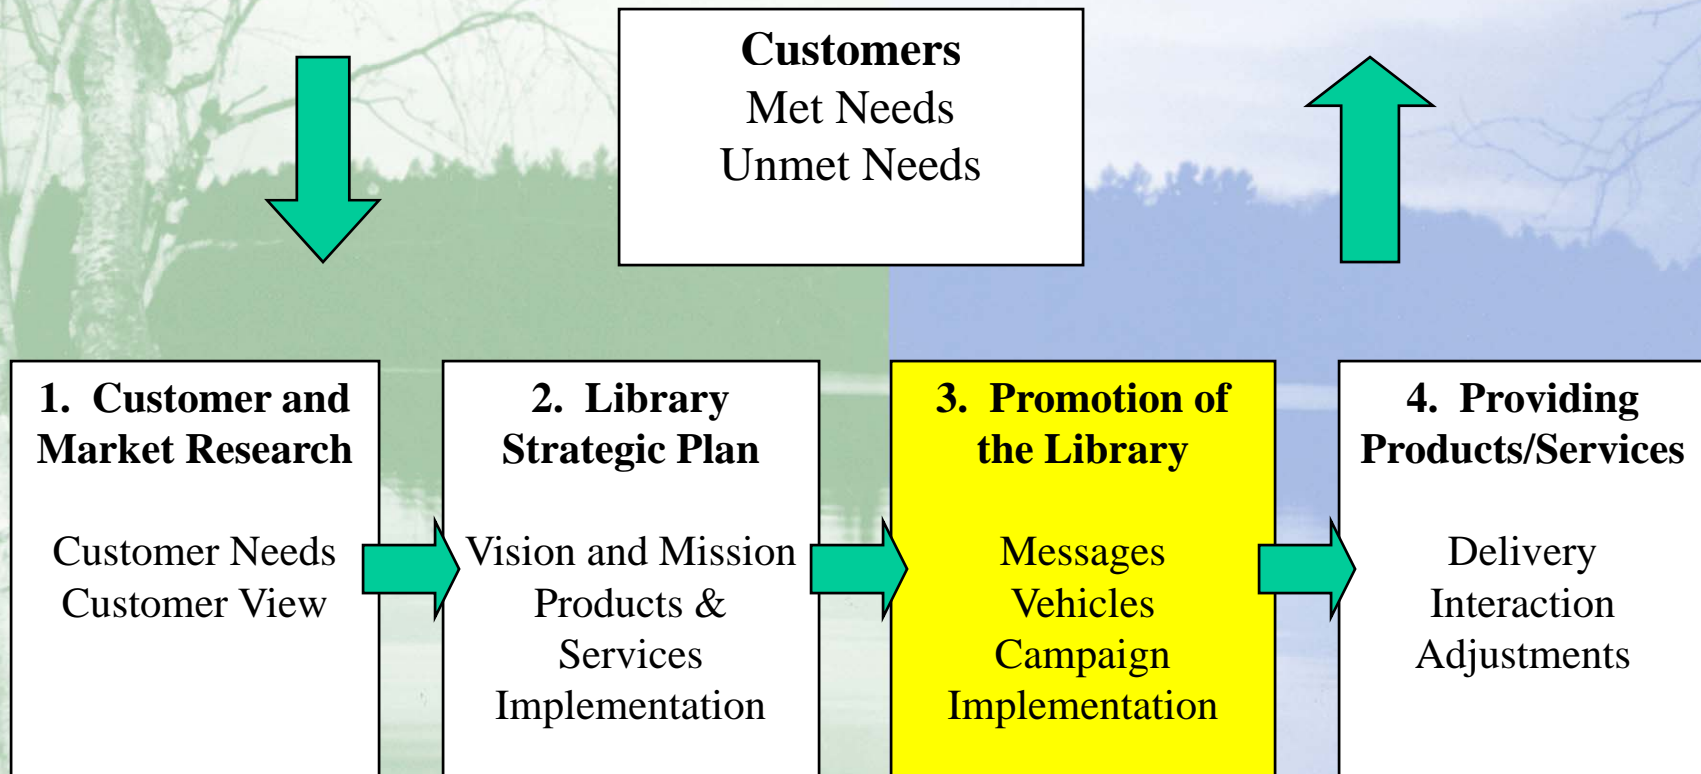 Customers
Met Needs
Unmet Needs
1. Customer and
Market Research
Customer Needs
Customer View
2. Library
Strategic Plan
Vision and Mission
Products &
Services
Implementation
3. Promotion of
the Library
Messages
Vehicles
Campaign
Implementation
4. Providing
Products/Services
Delivery
Interaction
Adjustments